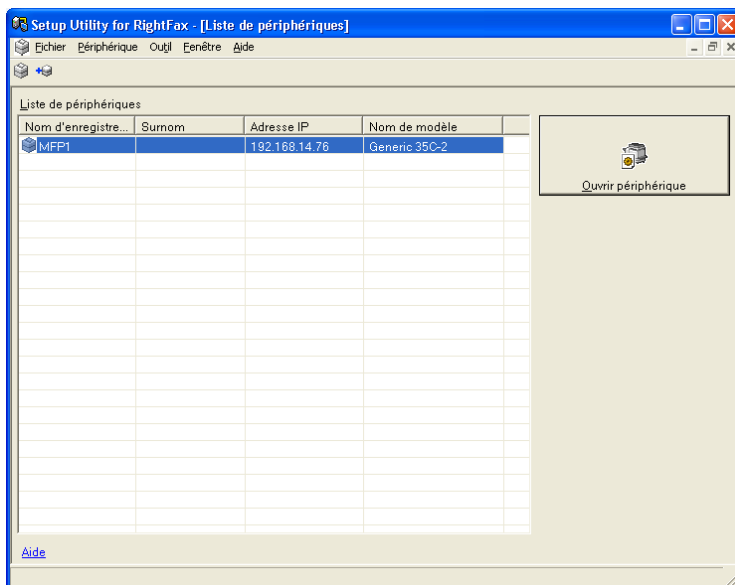 Setup Utility for RightFax - [Liste de périphériques]
Fichier Périphérique Outil Fenêtre Aide
Liste de périphériques
Nom d'enregistre... Surnom Adresse IP Nom de modèle
MFP1 192.168.14.76 Generic 35C-2
Ouvrir périphérique
Aide